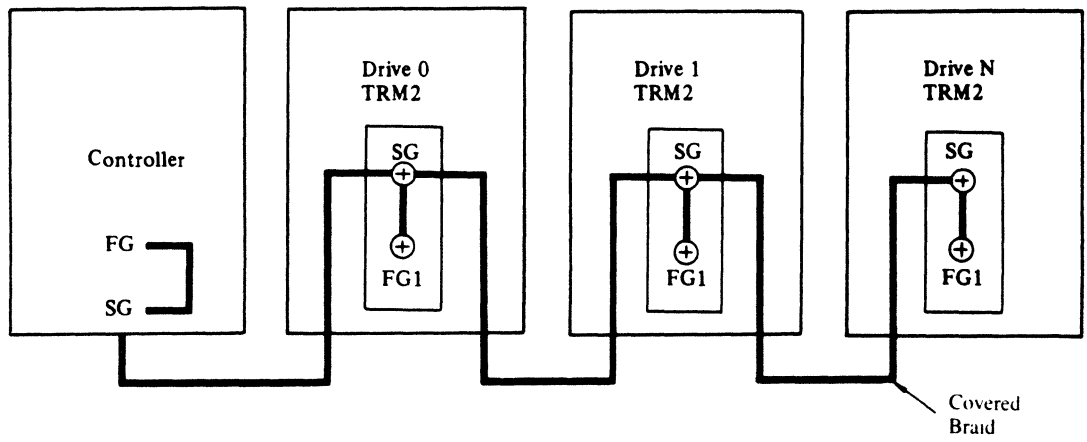 Controller
FG
SG
Drive 0
TRM2
SG
FG1
Drive 1
TRM2
SG
FG1
Drive N
TRM2
SG
FG1
Covered
Braid